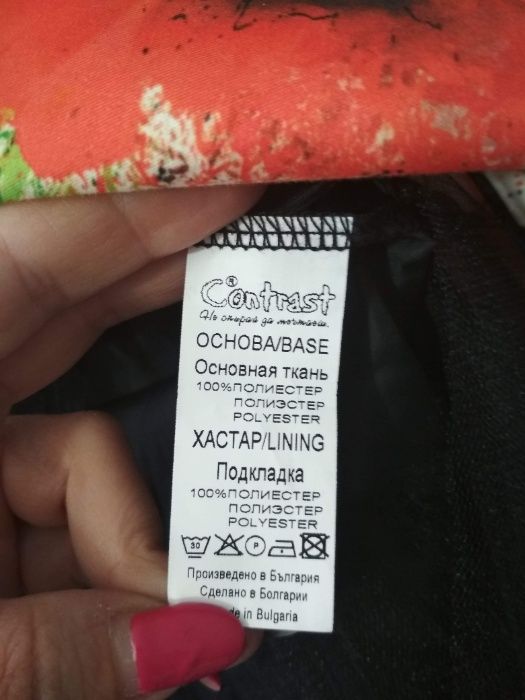 Contrast®
Не спирай да мечтаеш.
ОСНОВА/BASE
Основная ткань
100%ПОЛИЕСТЕР
ПОЛИЭСТЕР
POLYESTER
ХАСТАР/LINING
Подкладка
100%ПОЛИЕСТЕР
ПОЛИЭСТЕР
POLYESTER
30 P
Произведено в България
Сделано в Болгарии
de in Bulgaria